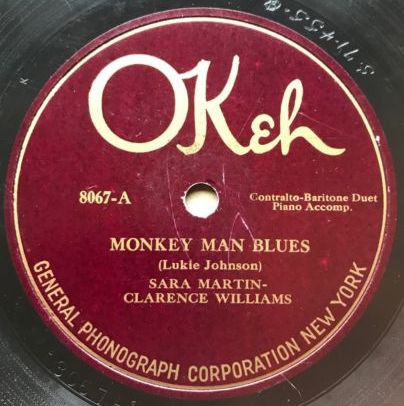 OKeh
8067-A
Contralto-Baritone Duet
Piano Accomp.
MONKEY MAN BLUES
(Lukie Johnson)
SARA MARTIN-
CLARENCE WILLIAMS
GENERAL PHONOGRAPH CORPORATION NEW YORK